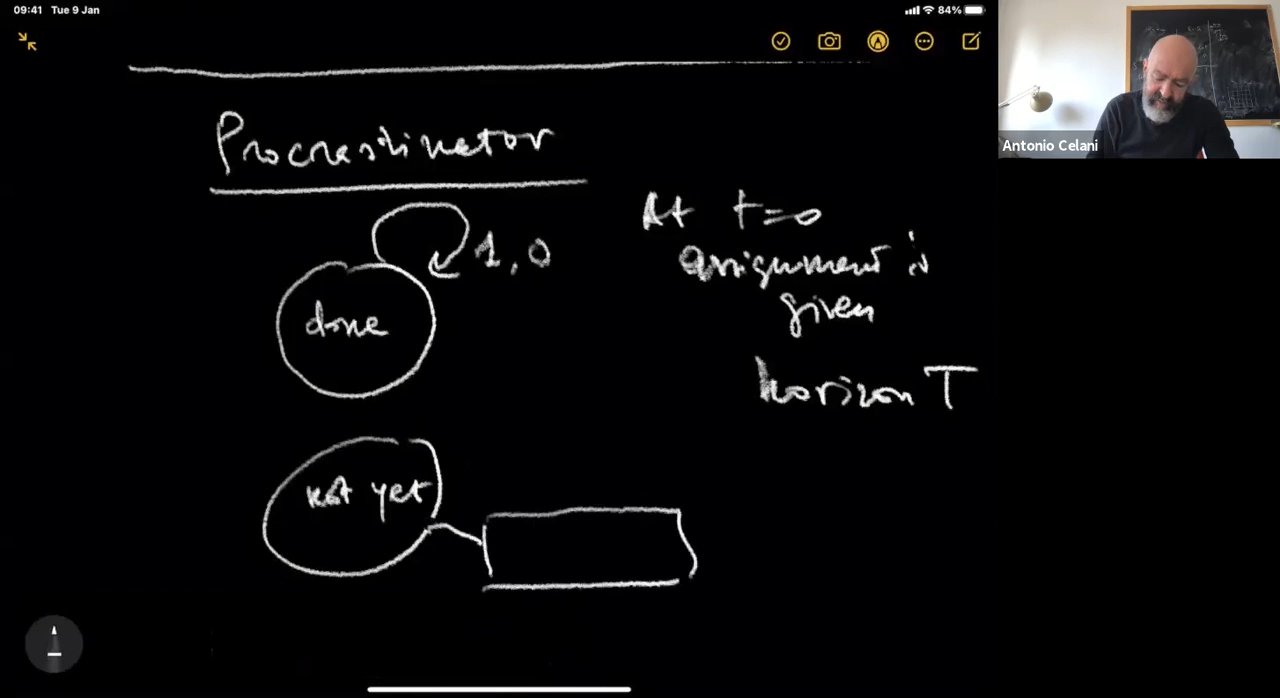 09:41 Tue 9 Jan
84%
Antonio Celani
Procrastinator
At t=0
assignment is
given
horizon T
1, 0
done
not yet